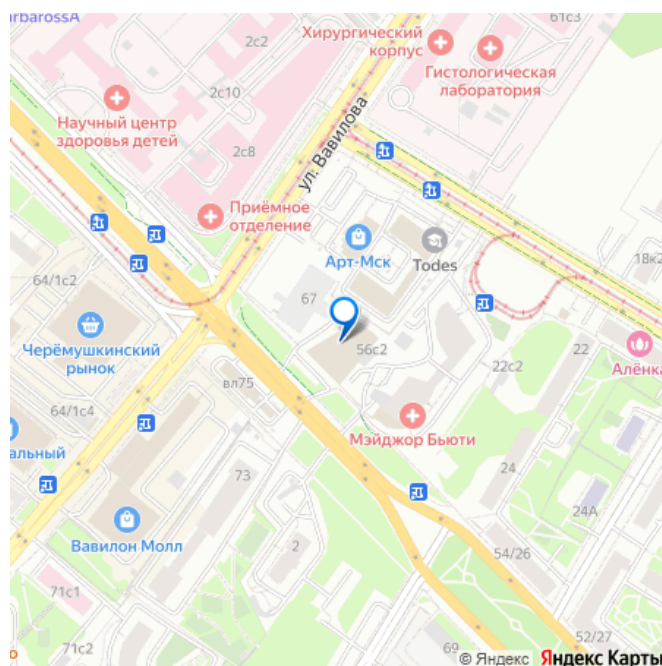 61с3
Хирургический
корпус
2с2
Гистологическая
лаборатория
2с10
Научный центр
здоровья детей
2с8
ул. Вавилова
Приёмное
отделение
18к2
64/1с2
Арт-Мск
Todes
67
Черёмушкинский
рынок
56с2
22с2
22
Алёнка
вл75
64/1с4
Мэйджор Бьюти
альный
73
24
24А
Вавилон Молл
2
54/26
71с1
71с2
69
52/27
© Яндекс Яндекс Карты